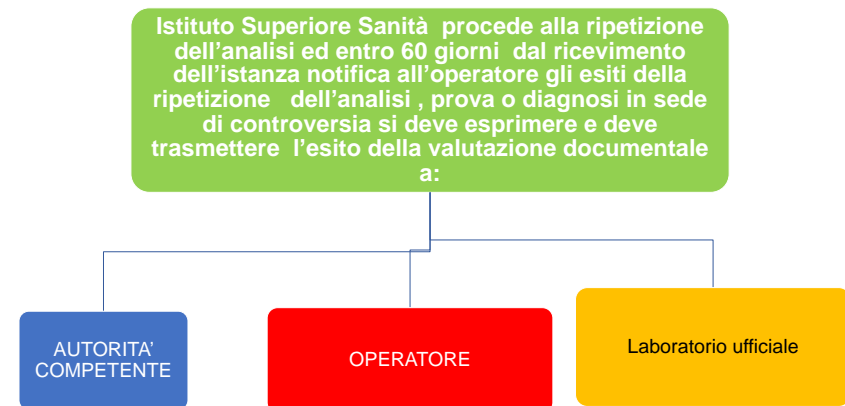 Istituto Superiore Sanità  procede alla ripetizione
dell’analisi ed entro 60 giorni  dal ricevimento
dell’istanza notifica all’operatore gli esiti della
ripetizione   dell’analisi , prova o diagnosi in sede
di controversia si deve esprimere e deve
trasmettere  l’esito della valutazione documentale
a:
AUTORITA’
COMPETENTE
OPERATORE
Laboratorio ufficiale